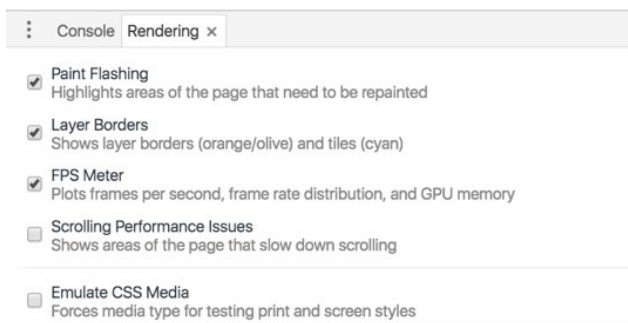 Console Rendering ×
Paint Flashing
Highlights areas of the page that need to be repainted
Layer Borders
Shows layer borders (orange/olive) and tiles (cyan)
FPS Meter
Plots frames per second, frame rate distribution, and GPU memory
Scrolling Performance Issues
Shows areas of the page that slow down scrolling
Emulate CSS Media
Forces media type for testing print and screen styles